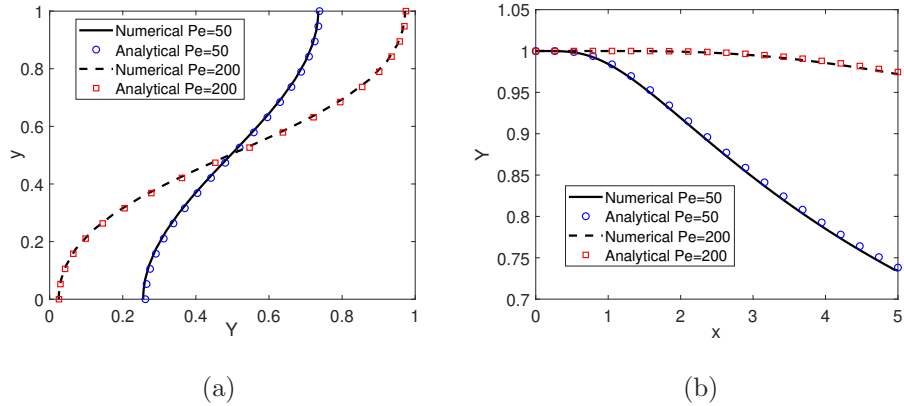 1
0.8
0.6
0.4
0.2
0
y
0 0.2 0.4 0.6 0.8 1
Y
Numerical Pe=50
Analytical Pe=50
Numerical Pe=200
Analytical Pe=200
(a)
1.05
1
0.95
0.9
0.85
0.8
0.75
0.7
Y
0 1 2 3 4 5
x
Numerical Pe=50
Analytical Pe=50
Numerical Pe=200
Analytical Pe=200
(b)